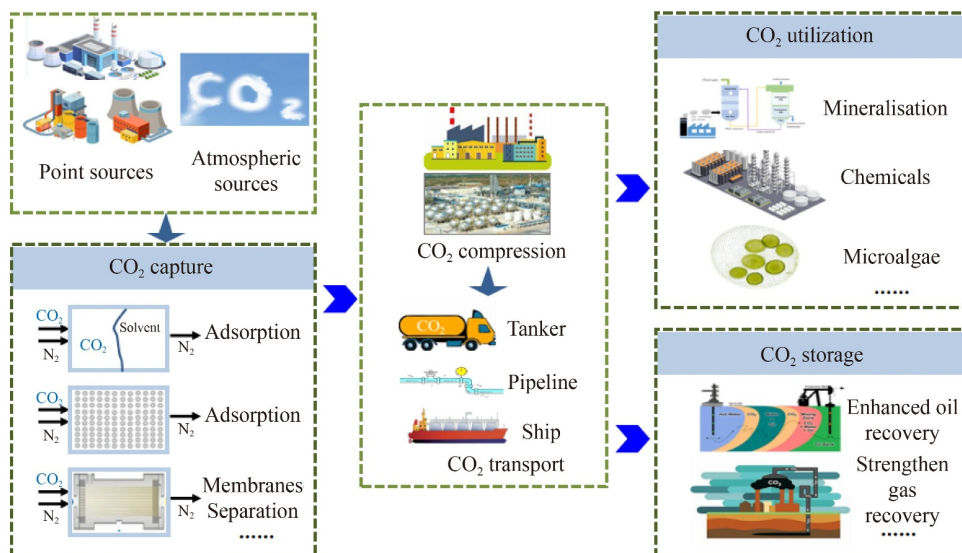 CO₂
Point sources
Atmospheric
sources
CO₂ capture
CO₂
N₂
CO₂
Solvent
N₂
Adsorption
CO₂
N₂
N₂
Adsorption
CO₂
N₂
N₂
Membranes
Separation
......
CO₂ compression
CO₂
Tanker
Pipeline
Ship
CO₂ transport
CO₂ utilization
Mineralisation
Chemicals
Microalgae
......
CO₂ storage
Enhanced oil
recovery
CO₂
Strengthen
gas
recovery
......